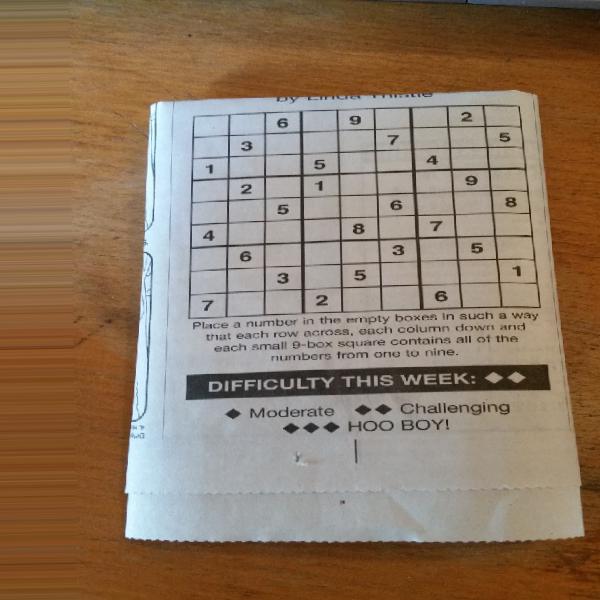 by Linda Thistle
6 9 2
3 7 5
1 5 4
2 1 9
5 6 8
4 8 7
6 3 5
3 5 1
7 2 6
Place a number in the empty boxes in such a way
that each row across, each column down and
each small 9-box square contains all of the
numbers from one to nine.
DIFFICULTY THIS WEEK: ◆◆
◆ Moderate ◆◆ Challenging
◆◆◆ HOO BOY!